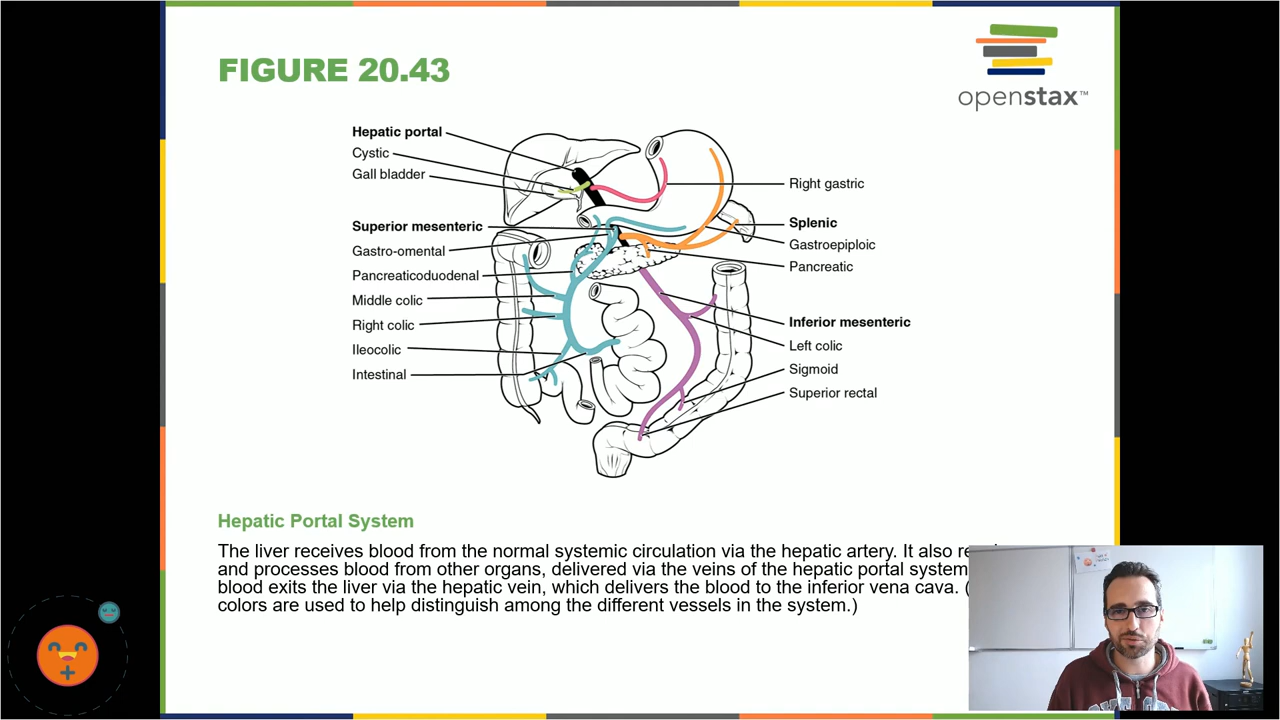 FIGURE 20.43
openstax™
Hepatic portal
Cystic
Gall bladder
Superior mesenteric
Gastro-omental
Pancreaticoduodenal
Middle colic
Right colic
Ileocolic
Intestinal
Right gastric
Splenic
Gastroepiploic
Pancreatic
Inferior mesenteric
Left colic
Sigmoid
Superior rectal
Hepatic Portal System
The liver receives blood from the normal systemic circulation via the hepatic artery. It also
and processes blood from other organs, delivered via the veins of the hepatic portal system
blood exits the liver via the hepatic vein, which delivers the blood to the inferior vena cava. (
colors are used to help distinguish among the different vessels in the system.)